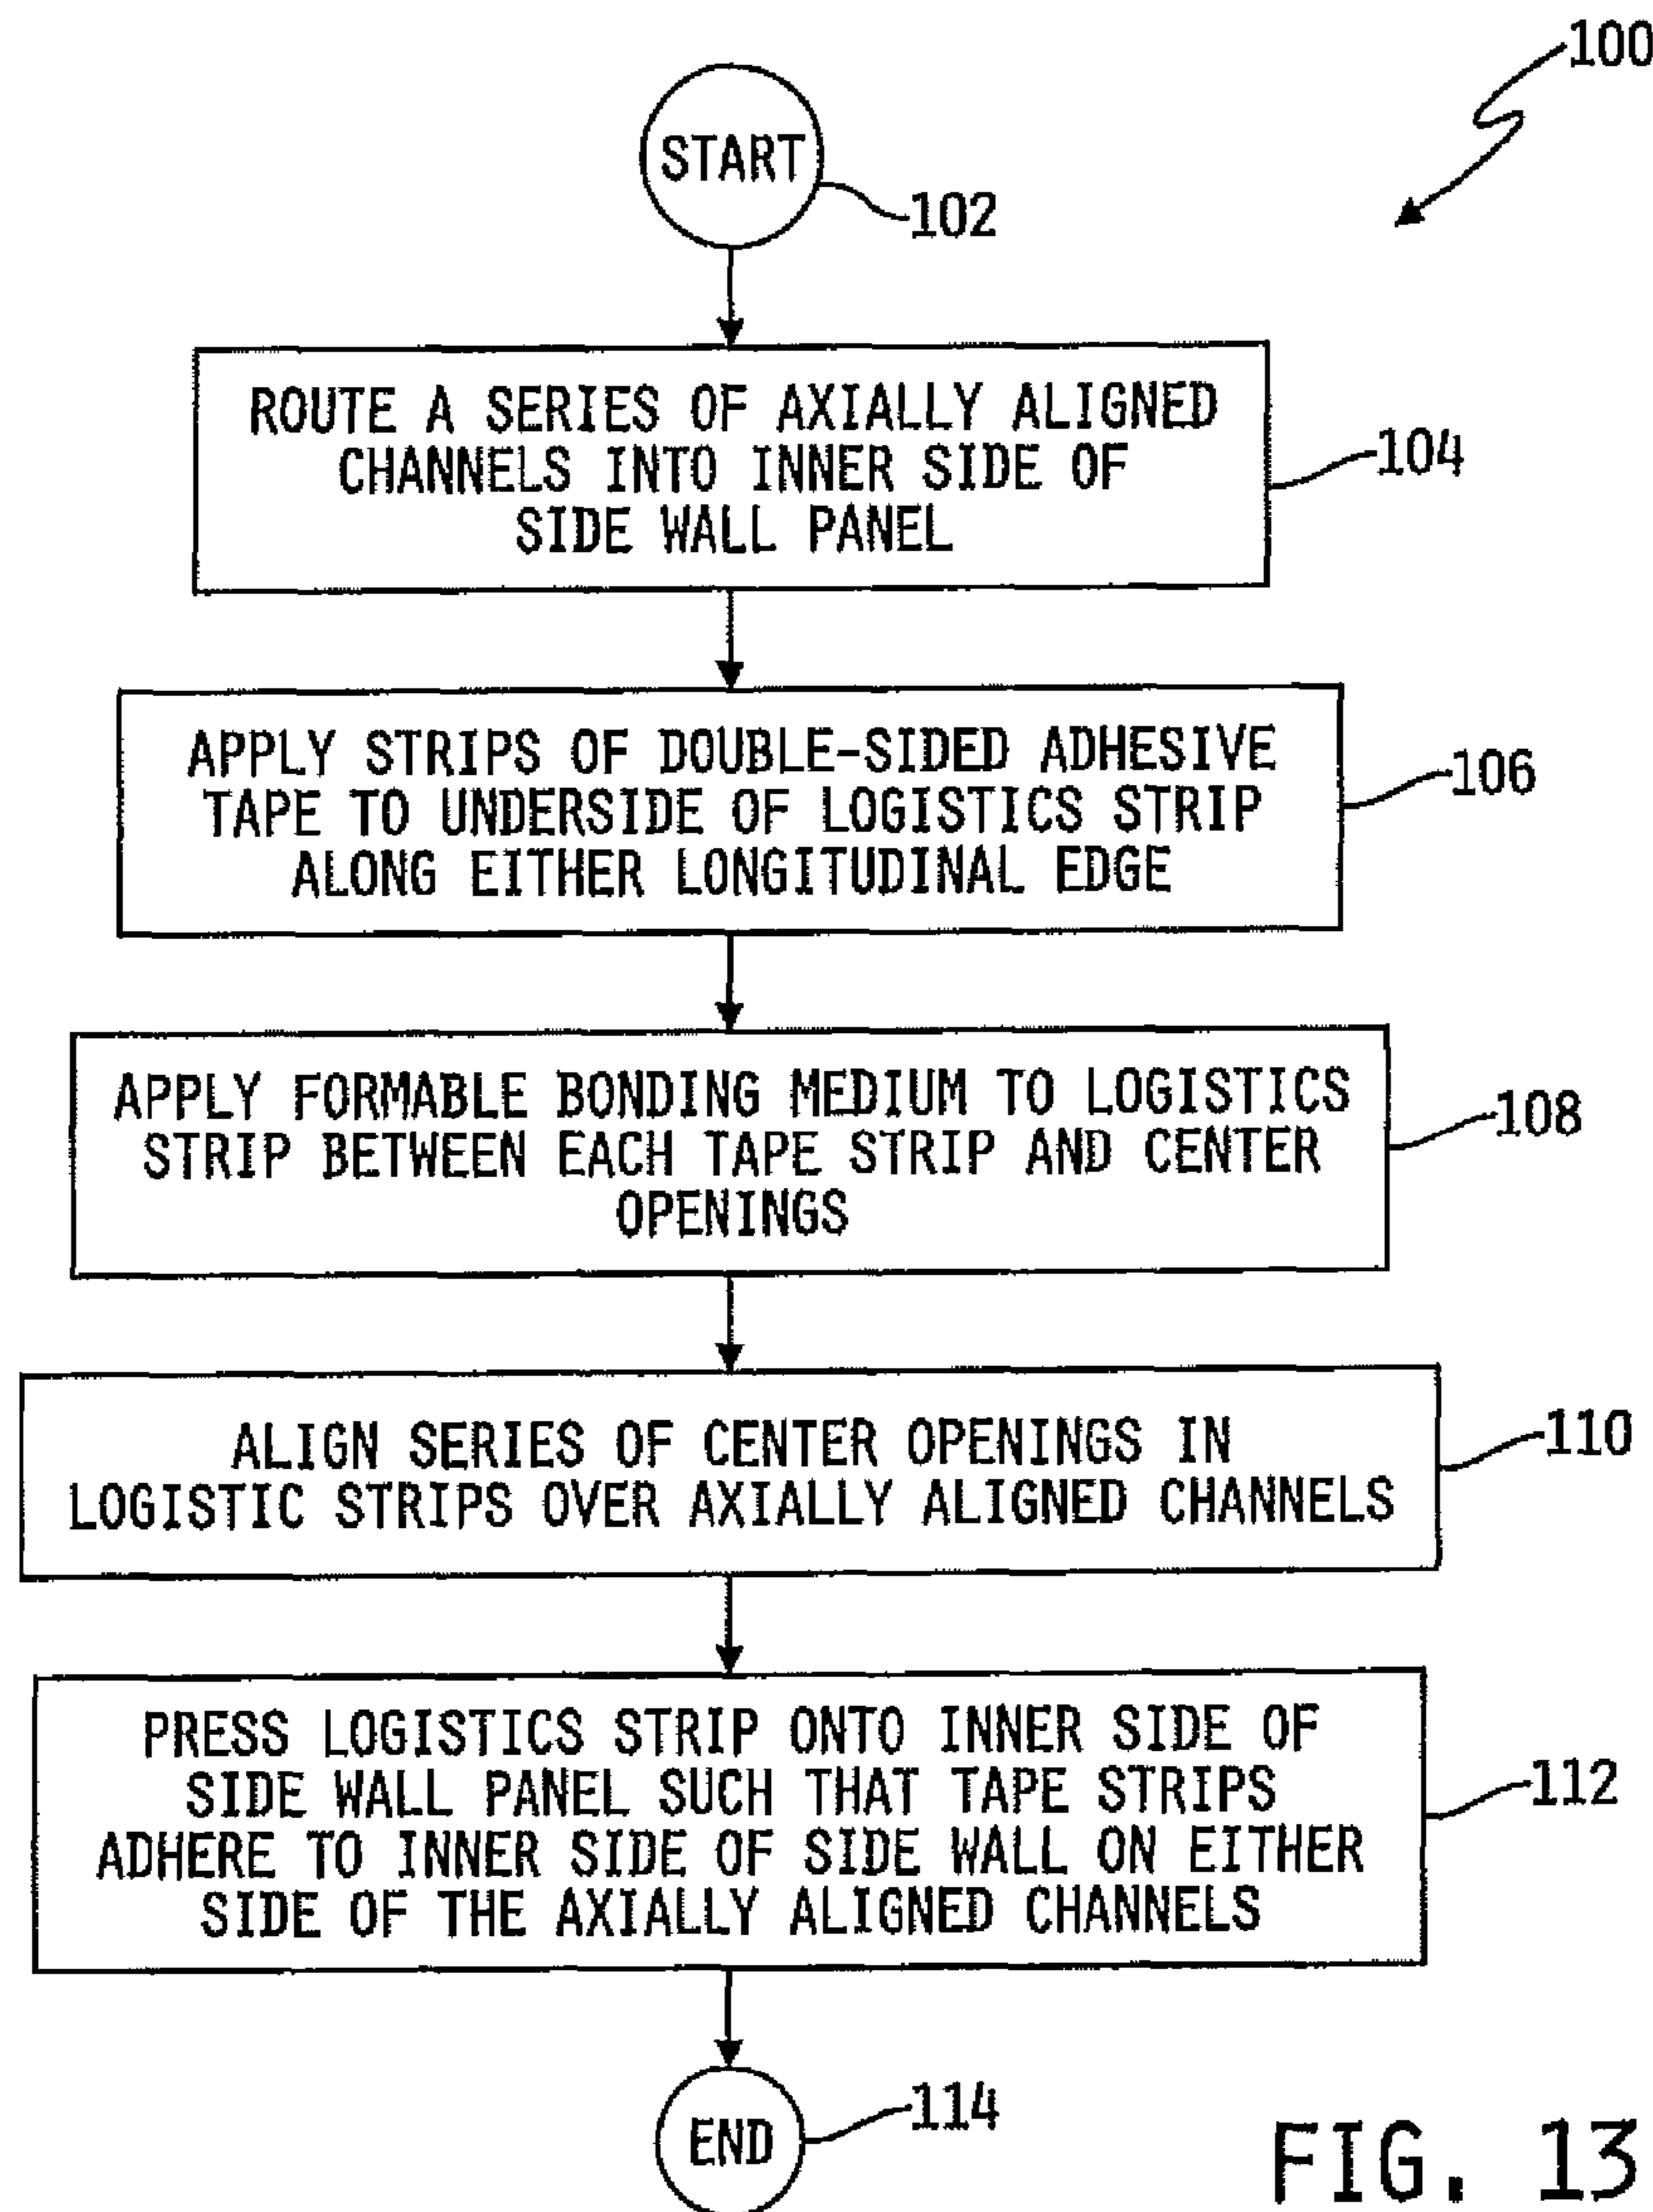 100
START
102
ROUTE A SERIES OF AXIALLY ALIGNED
CHANNELS INTO INNER SIDE OF
SIDE WALL PANEL
104
APPLY STRIPS OF DOUBLE-SIDED ADHESIVE
TAPE TO UNDERSIDE OF LOGISTICS STRIP
ALONG EITHER LONGITUDINAL EDGE
106
APPLY FORMABLE BONDING MEDIUM TO LOGISTICS
STRIP BETWEEN EACH TAPE STRIP AND CENTER
OPENINGS
108
ALIGN SERIES OF CENTER OPENINGS IN
LOGISTIC STRIPS OVER AXIALLY ALIGNED CHANNELS
110
PRESS LOGISTICS STRIP ONTO INNER SIDE OF
SIDE WALL PANEL SUCH THAT TAPE STRIPS
ADHERE TO INNER SIDE OF SIDE WALL ON EITHER
SIDE OF THE AXIALLY ALIGNED CHANNELS
112
END
114
FIG. 13